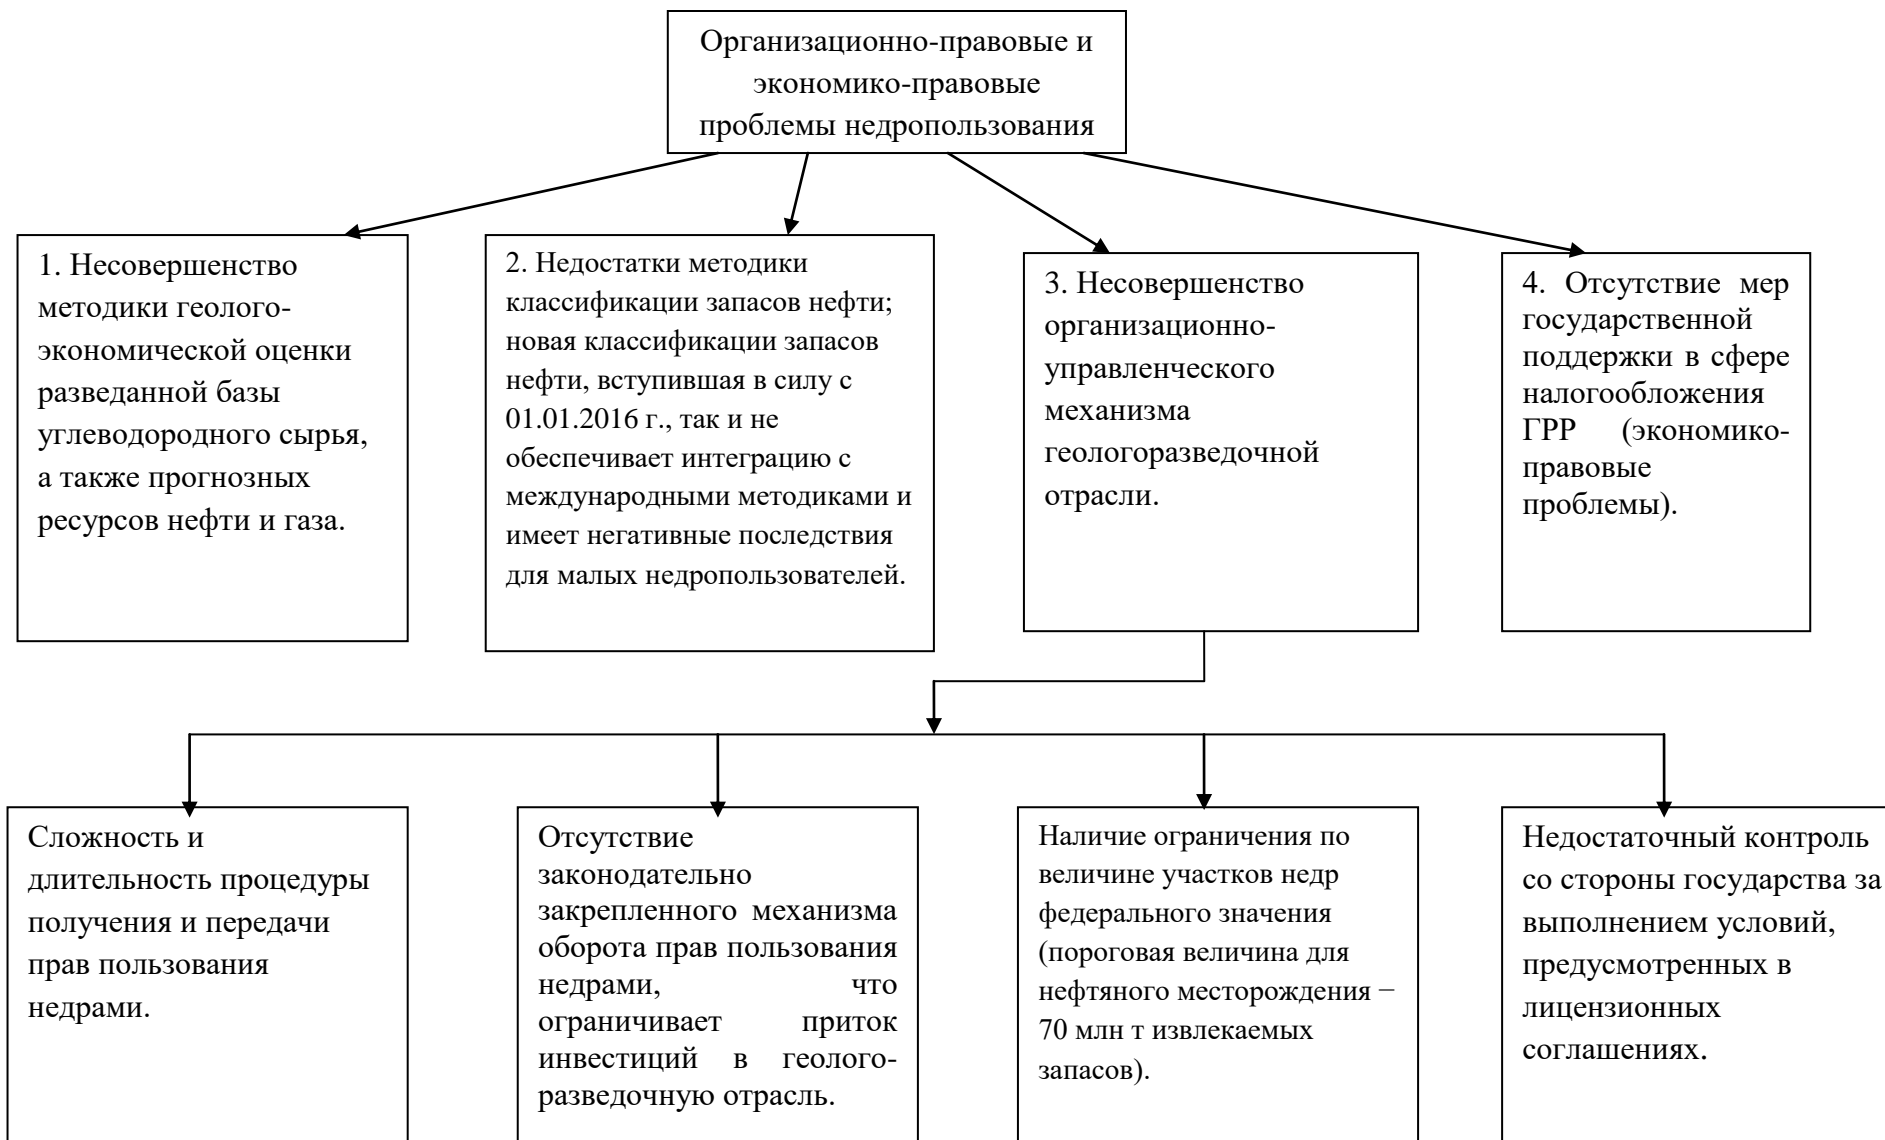 Организационно-правовые и
экономико-правовые
проблемы недропользования
1. Несовершенство
методики геолого-
экономической оценки
разведанной базы
углеводородного сырья,
а также прогнозных
ресурсов нефти и газа.
2. Недостатки методики
классификации запасов нефти;
новая классификации запасов
нефти, вступившая в силу с
01.01.2016 г., так и не
обеспечивает интеграцию с
международными методиками и
имеет негативные последствия
для малых недропользователей.
3. Несовершенство
организационно-
управленческого
механизма
геологоразведочной
отрасли.
4. Отсутствие мер
государственной
поддержки в сфере
налогообложения
ГРР (экономико-
правовые
проблемы).
Сложность и
длительность процедуры
получения и передачи
прав пользования
недрами.
Отсутствие
законодательно
закрепленного механизма
оборота прав пользования
недрами, что
ограничивает приток
инвестиций в геолого-
разведочную отрасль.
Наличие ограничения по
величине участков недр
федерального значения
(пороговая величина для
нефтяного месторождения −
70 млн т извлекаемых
запасов).
Недостаточный контроль
со стороны государства за
выполнением условий,
предусмотренных в
лицензионных
соглашениях.